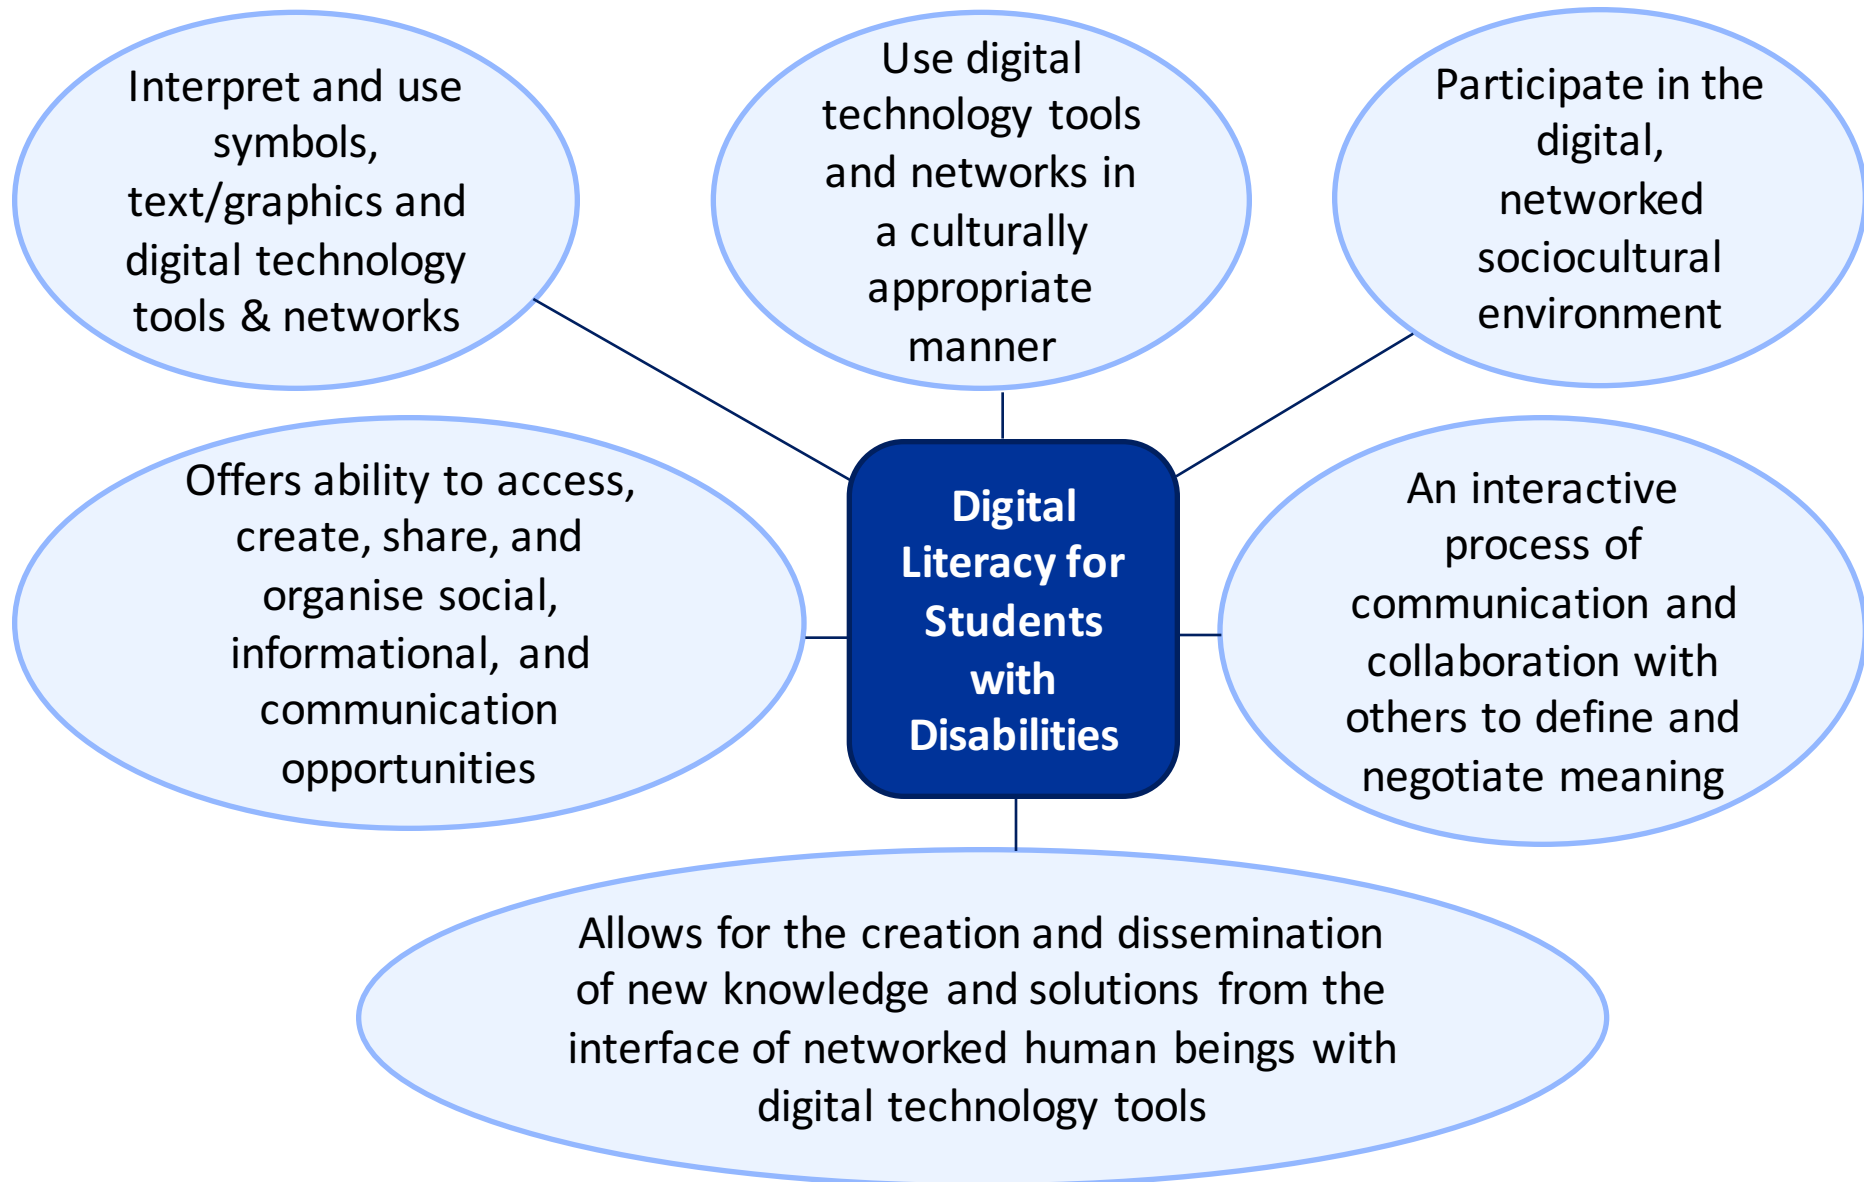 Interpret and use
symbols,
text/graphics and
digital technology
tools & networks
Use digital
technology tools
and networks in
a culturally
appropriate
manner
Participate in the
digital,
networked
sociocultural
environment
Offers ability to access,
create, share, and
organise social,
informational, and
communication
opportunities
Digital
Literacy for
Students
with
Disabilities
An interactive
process of
communication and
collaboration with
others to define and
negotiate meaning
Allows for the creation and dissemination
of new knowledge and solutions from the
interface of networked human beings with
digital technology tools